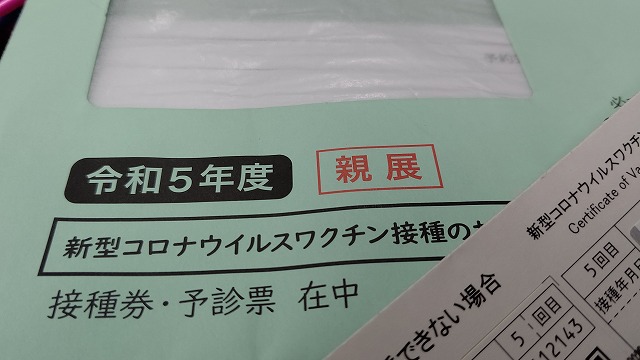 令和5年度
親展
新型コロナウイルスワクチン接種の
接種券・予診票 在中
新型コロナウイルスワクチン
Certificate of Va
5回目
接種年月日
できない場合
5 回目
12143